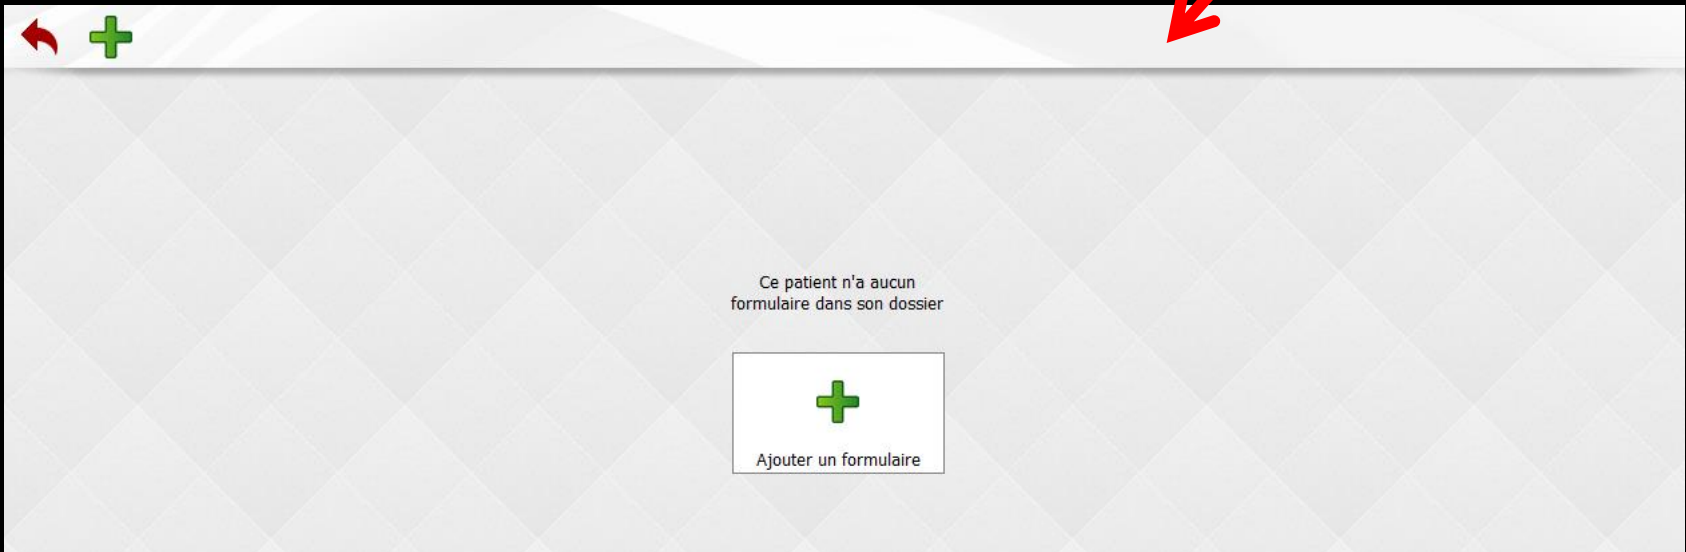 Ce patient n'a aucun
formulaire dans son dossier
Ajouter un formulaire